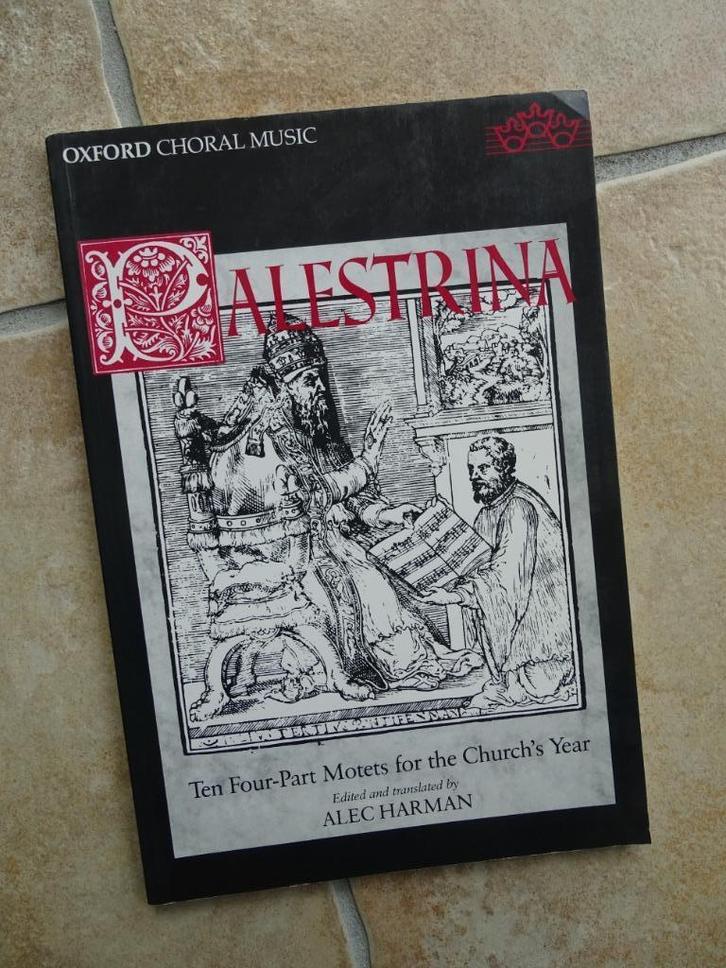 OXFORD CHORAL MUSIC
PALESTRINA
Ten Four-Part Motets for the Church's Year
Edited and translated by
ALEC HARMAN